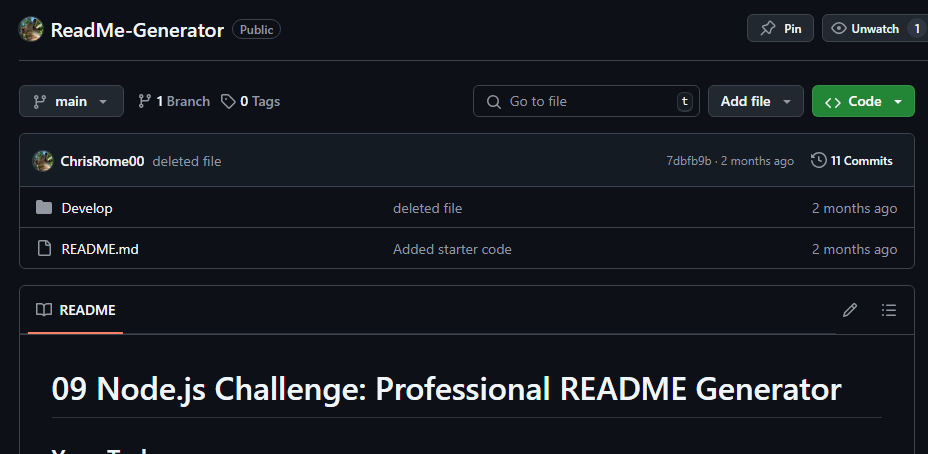 ReadMe-Generator Public Pin Unwatch 1
main 1 Branch 0 Tags Go to file t Add file Code
ChrisRome00 deleted file 7dbfb9b · 2 months ago 11 Commits
Develop deleted file 2 months ago
README.md Added starter code 2 months ago
README
09 Node.js Challenge: Professional README Generator